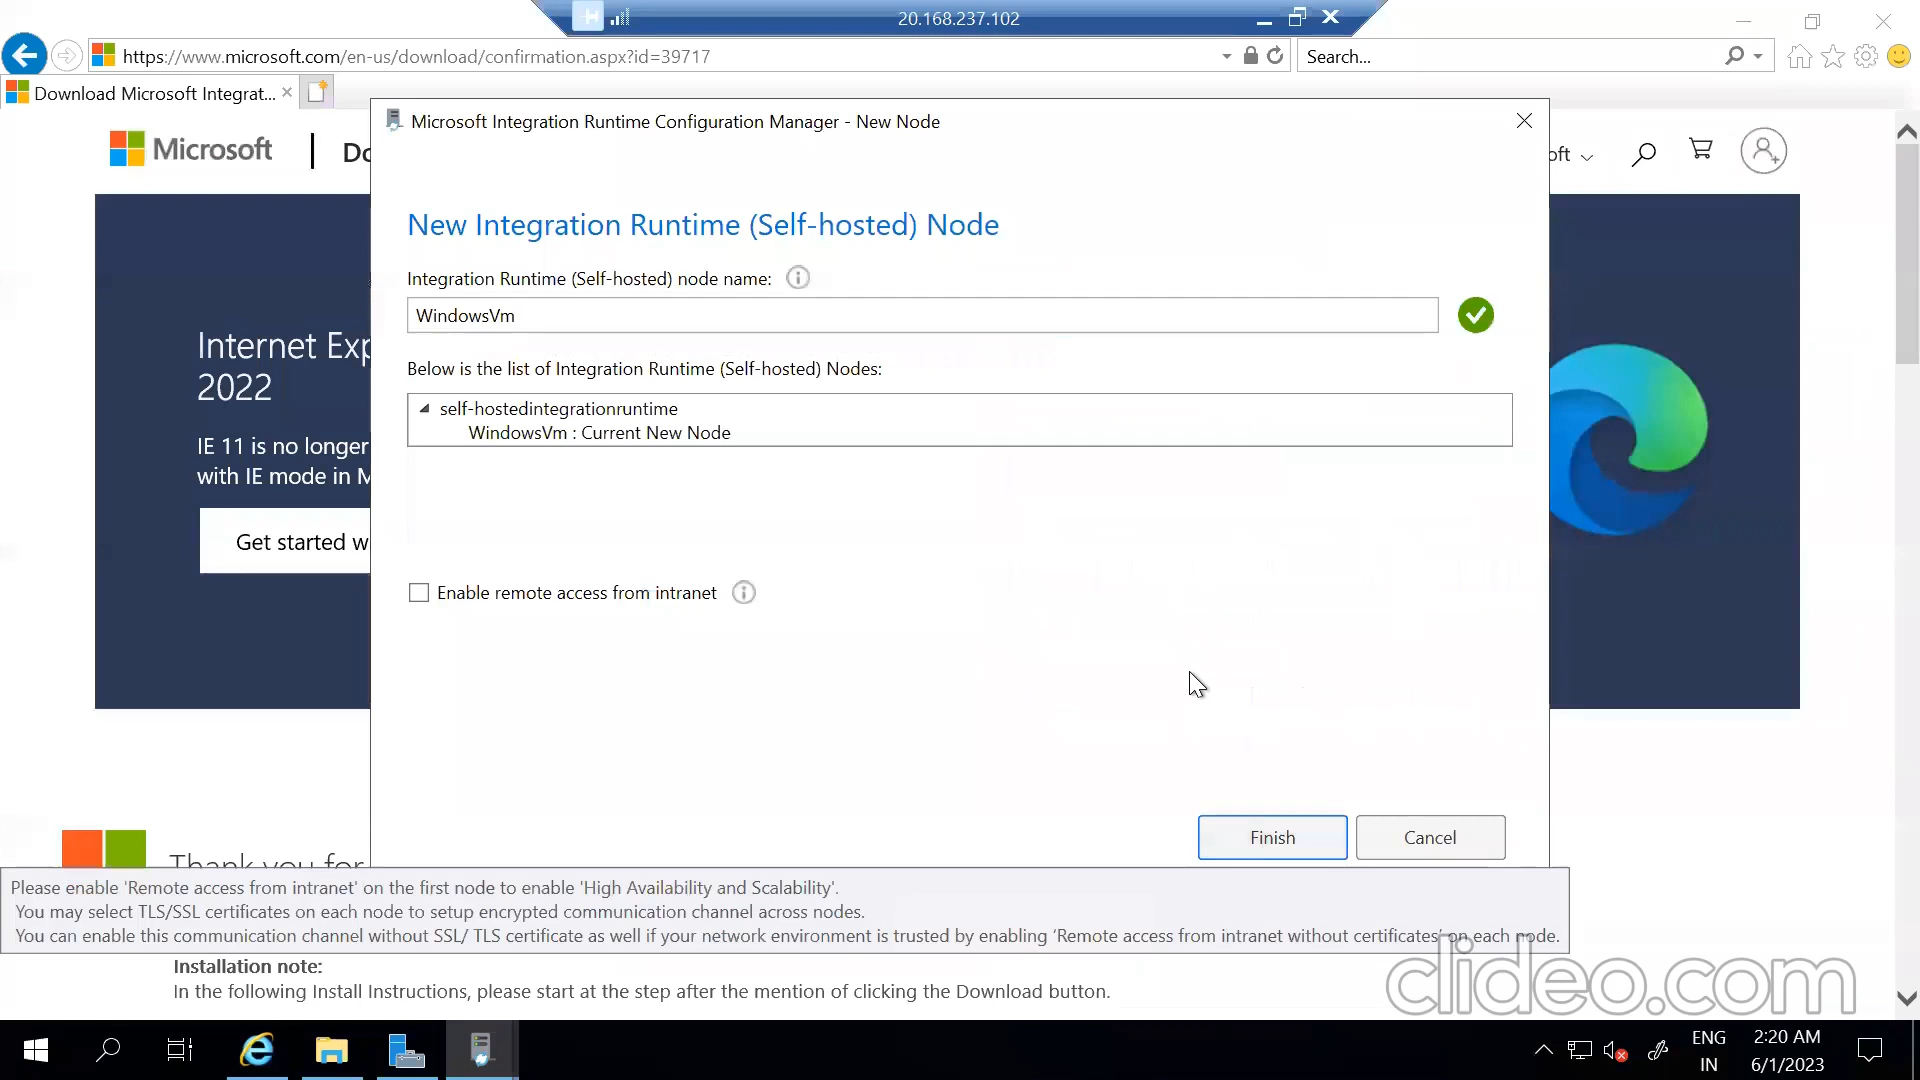 20.168.237.102
https://www.microsoft.com/en-us/download/confirmation.aspx?id=39717
Search...
Download Microsoft Integrat...
Microsoft Integration Runtime Configuration Manager - New Node
Microsoft
Do
oft
New Integration Runtime (Self-hosted) Node
Integration Runtime (Self-hosted) node name:
WindowsVm
Below is the list of Integration Runtime (Self-hosted) Nodes:
self-hostedintegrationruntime
WindowsVm : Current New Node
Internet Exp
2022
IE 11 is no longer
with IE mode in M
Get started w
Enable remote access from intranet
Finish
Cancel
Thank you for
Please enable 'Remote access from intranet' on the first node to enable 'High Availability and Scalability'.
You may select TLS/SSL certificates on each node to setup encrypted communication channel across nodes.
You can enable this communication channel without SSL/ TLS certificate as well if your network environment is trusted by enabling ‘Remote access from intranet without certificates’ on each node.
Installation note:
In the following Install Instructions, please start at the step after the mention of clicking the Download button.
clideo.com
ENG
IN
2:20 AM
6/1/2023